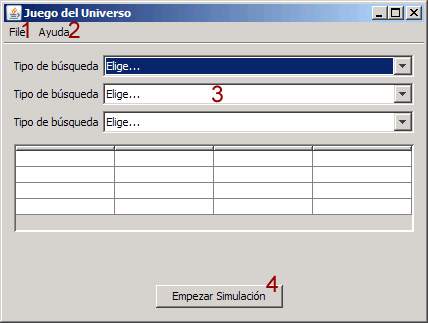 Juego del Universo
File 1 Ayuda 2
Tipo de búsqueda Elige...
Tipo de búsqueda Elige... 3
Tipo de búsqueda Elige...
4
Empezar Simulación